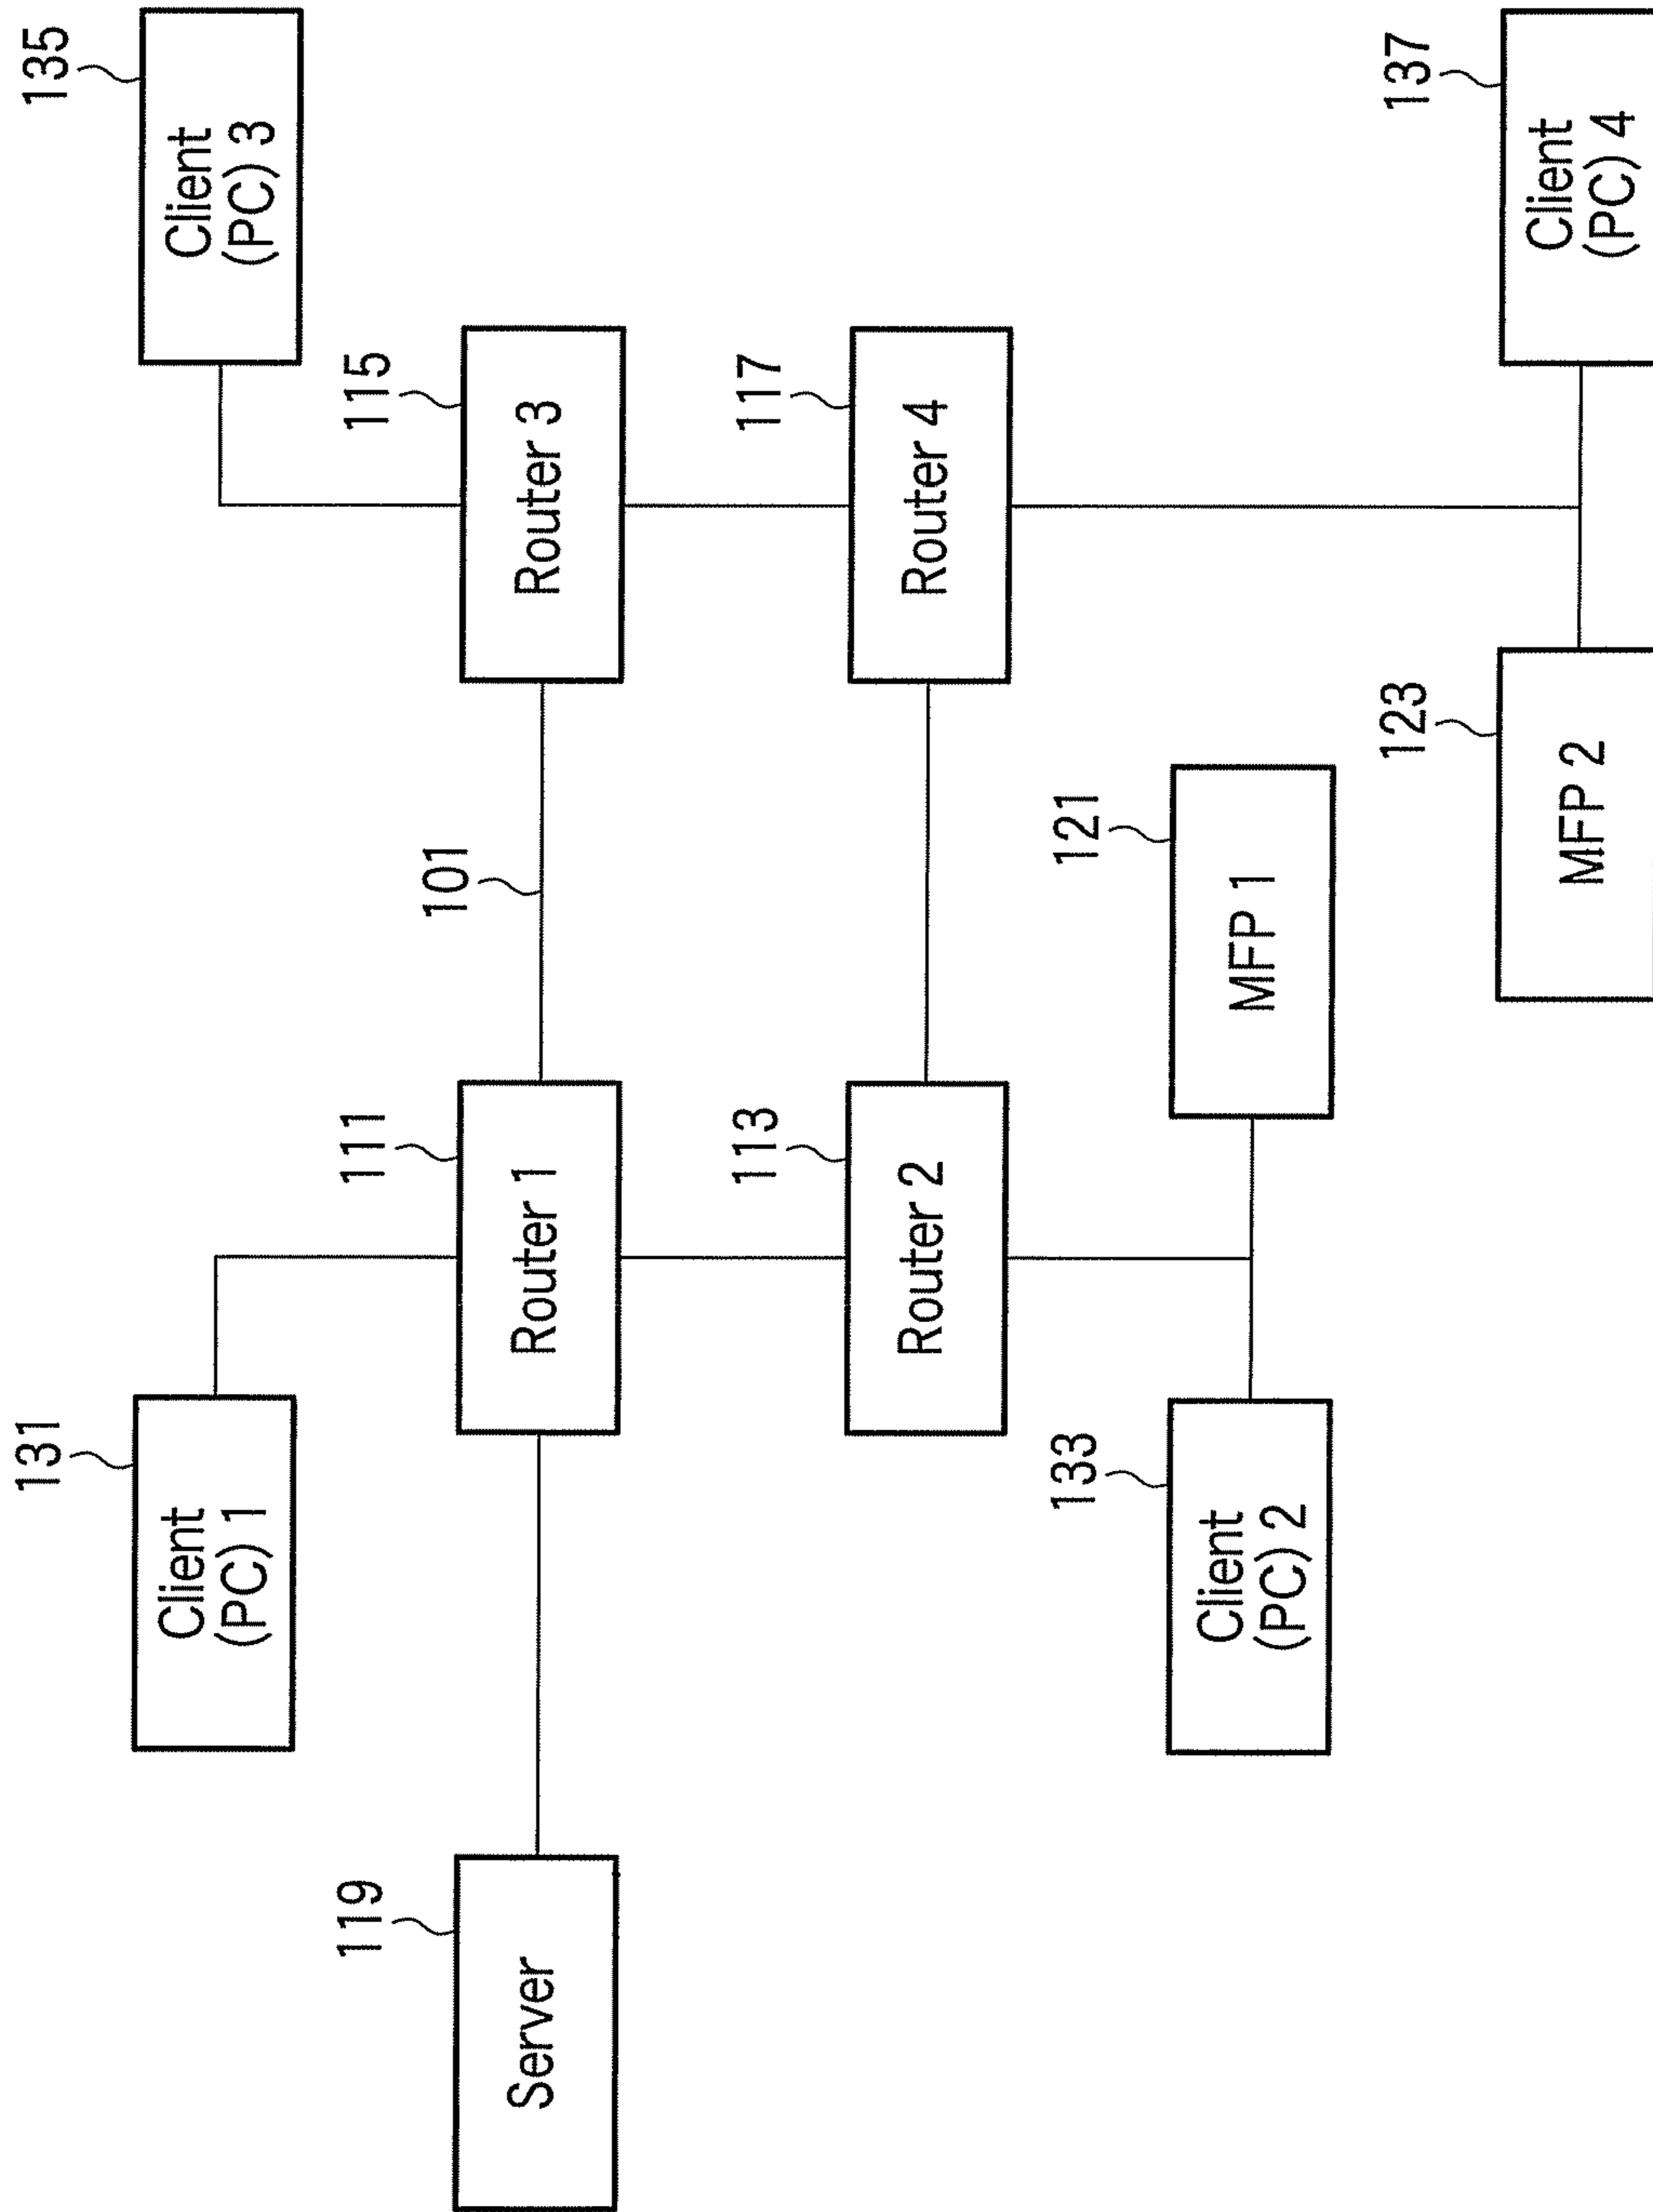 131
Client
(PC) 1
135
Client
(PC) 3
119
Server
111
Router 1
101
115
Router 3
113
Router 2
117
Router 4
133
Client
(PC) 2
121
MFP 1
123
MFP 2
137
Client
(PC) 4